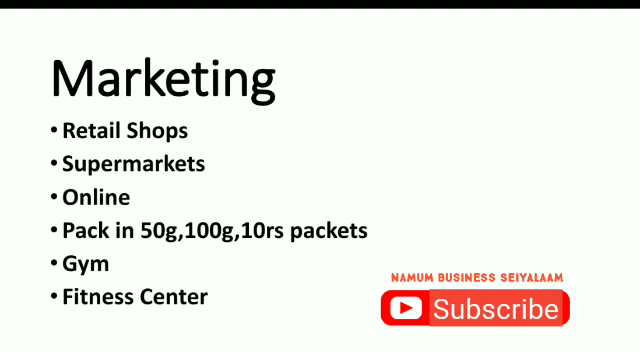 Marketing
• Retail Shops
• Supermarkets
• Online
• Pack in 50g,100g,10rs packets
• Gym
• Fitness Center
NAMUM BUSINESS SEIYALAAM
Subscribe